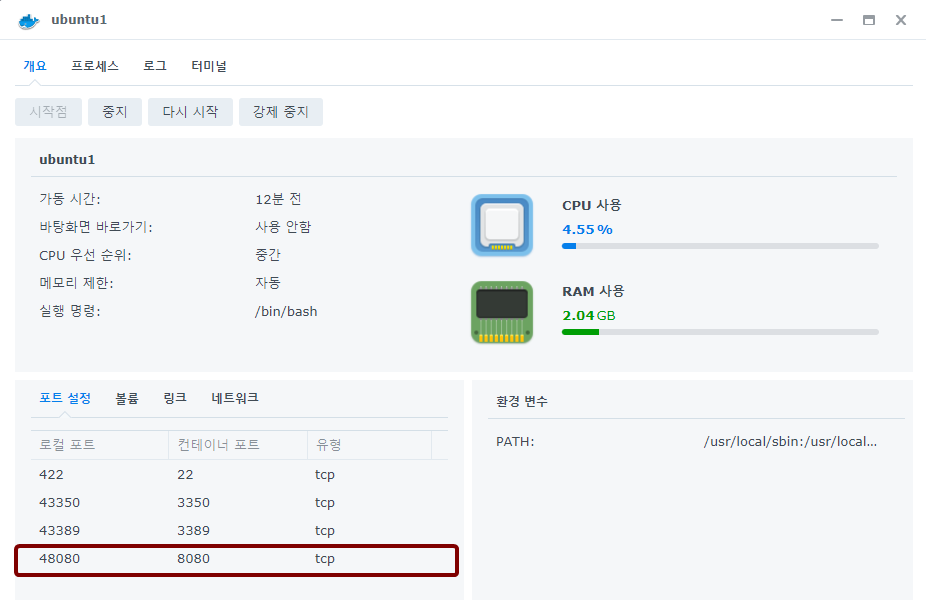 ubuntu1
개요 프로세스 로그 터미널
시작점 중지 다시 시작 강제 중지
ubuntu1
가동 시간: 12분 전
바탕화면 바로가기: 사용 안함
CPU 우선 순위: 중간
메모리 제한: 자동
실행 명령: /bin/bash
CPU 사용
4.55%
RAM 사용
2.04GB
포트 설정 볼륨 링크 네트워크
로컬 포트 컨테이너 포트 유형
422 22 tcp
43350 3350 tcp
43389 3389 tcp
48080 8080 tcp
환경 변수
PATH: /usr/local/sbin:/usr/local...